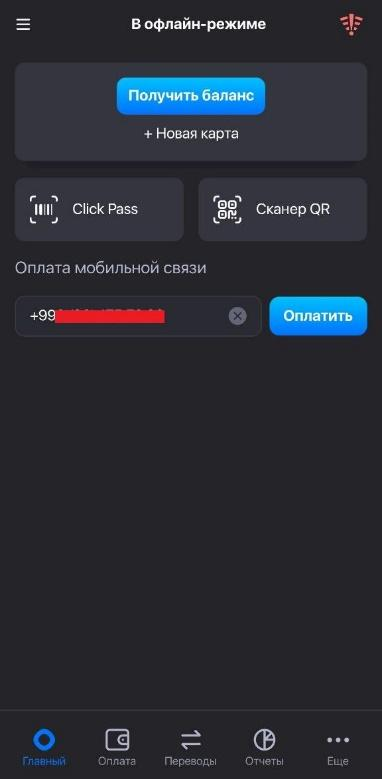 В офлайн-режиме
Получить баланс
+ Новая карта
Click Pass
Сканер QR
Оплата мобильной связи
+99
Оплатить
Главный
Оплата
Переводы
Отчеты
Еще